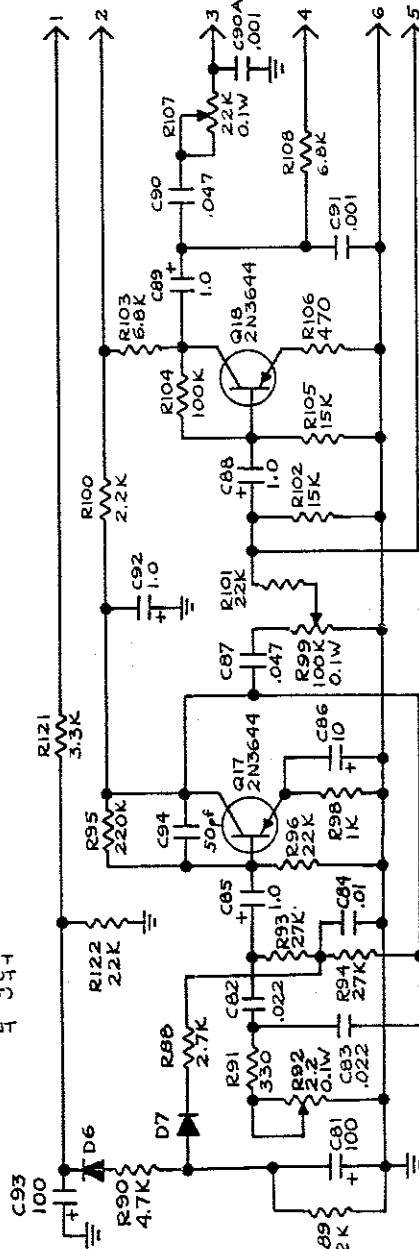 C93
100
D6
R90
4.7K
D7
R88
2.7K
R122
22K
R121
3.3K
89
2K
C81
100
R91
330
R92
2.2
0.1W
C82
.022
C83
.022
R93
27K
R94
27K
C84
.01
C85
1.0
R95
220K
C94
50pf
R96
22K
Q17
2N3644
R98
1K
C86
10
C92
1.0
R100
2.2K
C87
.047
R99
100K
0.1W
R101
22K
R102
15K
C88
1.0
R103
6.8K
R104
100K
R105
15K
Q18
2N3644
R106
470
C89
1.0
C90
.047
C91
.001
R107
22K
0.1W
R108
6.8K
C90A
.001
1
2
3
4
6
5